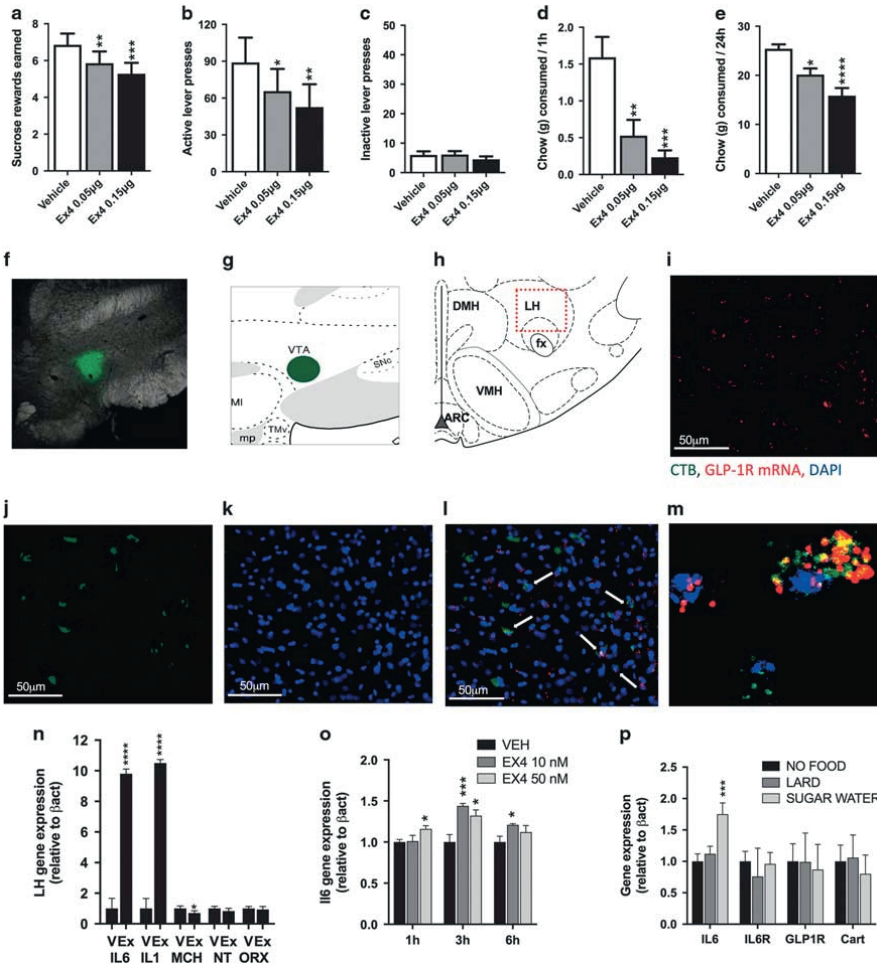 a
b
c
d
e
Sucrose rewards earned
8
6
4
2
0
**
***
Vehicle
Ex4 0.05µg
Ex4 0.15µg
Active lever presses
120
90
60
30
0
*
**
Vehicle
Ex4 0.05µg
Ex4 0.15µg
Inactive lever presses
60
50
40
30
20
10
0
Vehicle
Ex4 0.05µg
Ex4 0.15µg
Chow (g) consumed / 1h
2.0
1.5
1.0
0.5
0.0
**
***
Vehicle
Ex4 0.05µg
Ex4 0.15µg
Chow (g) consumed / 24h
30
20
10
0
*
****
Vehicle
Ex4 0.05µg
Ex4 0.15µg
f
g
h
i
VTA
SNc
MI
mp
TMv
DMH
LH
fx
VMH
ARC
50µm
CTB, GLP-1R mRNA, DAPI
j
k
l
m
50µm
50µm
50µm
n
o
p
LH gene expression
(relative to βact)
12
10
8
6
4
2
0
****
****
*
VEx VEx VEx VEx VEx
IL6 IL1 MCH NT ORX
Il6 gene expression
(relative to βact)
2.0
1.5
1.0
0.5
0.0
VEH
EX4 10 nM
EX4 50 nM
*
***
*
*
1h 3h 6h
Gene expression
(relative to βact)
2.5
2.0
1.5
1.0
0.5
0.0
NO FOOD
LARD
SUGAR WATER
***
IL6 IL6R GLP1R Cart